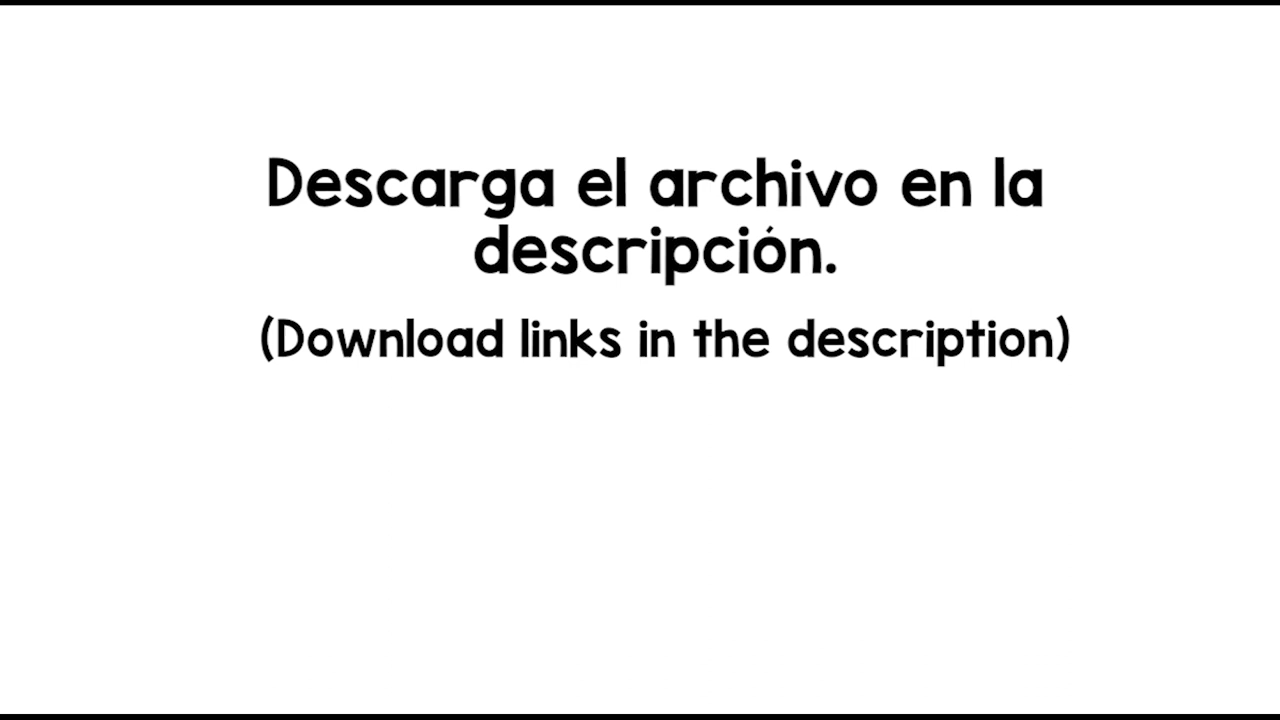 Descarga el archivo en la
descripción.
(Download links in the description)